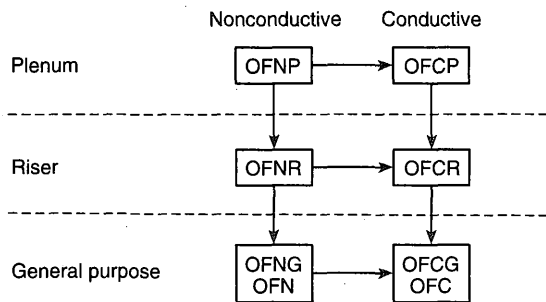 Nonconductive Conductive
Plenum OFNP OFCP
Riser OFNR OFCR
General purpose
OFNG OFCG
OFN OFC